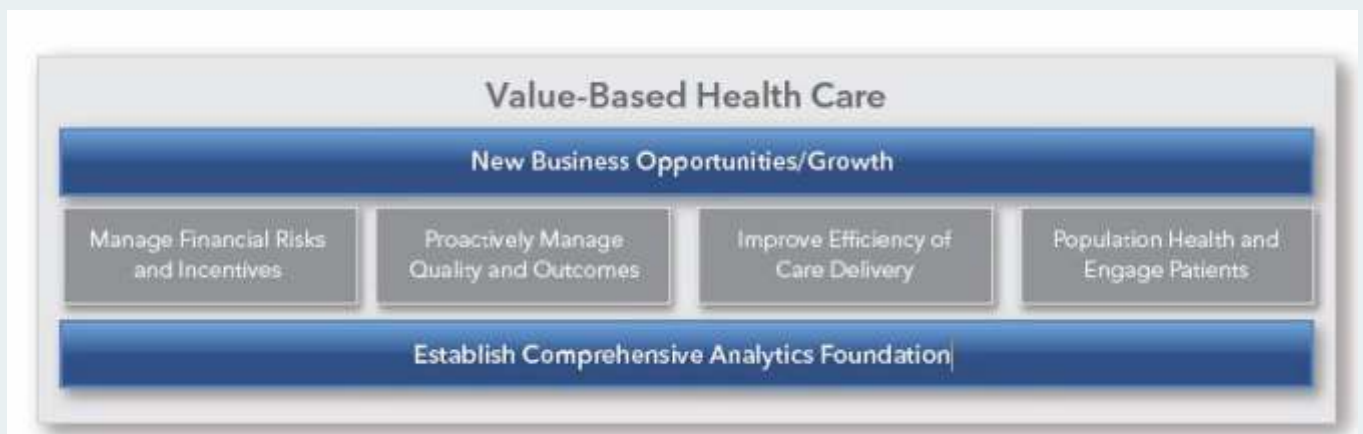 Value-Based Health Care
New Business Opportunities/Growth
Manage Financial Risks
and Incentives
Proactively Manage
Quality and Outcomes
Improve Efficiency of
Care Delivery
Population Health and
Engage Patients
Establish Comprehensive Analytics Foundation